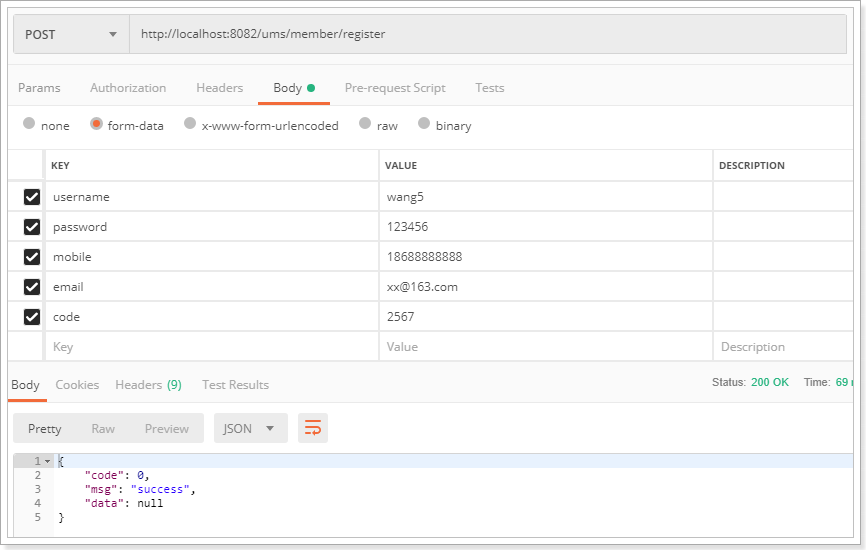 POST http://localhost:8082/ums/member/register
Params Authorization Headers Body Pre-request Script Tests
none form-data x-www-form-urlencoded raw binary
KEY VALUE DESCRIPTION
username wang5
password 123456
mobile 18688888888
email xx@163.com
code 2567
Key Value Description
Body Cookies Headers (9) Test Results Status: 200 OK Time: 69
Pretty Raw Preview JSON
1 {
2 "code": 0,
3 "msg": "success",
4 "data": null
5 }